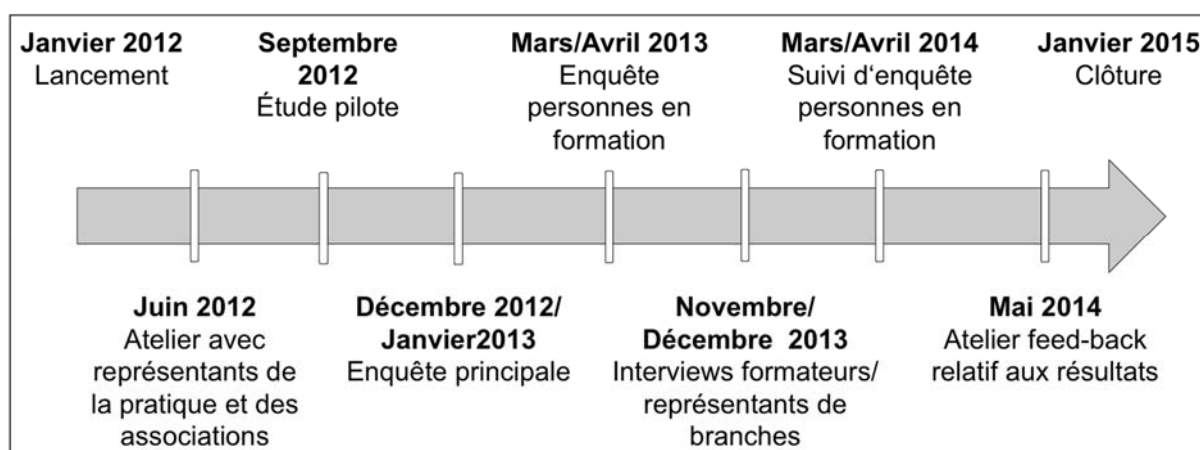 Janvier 2012
Lancement
Septembre
2012
Étude pilote
Mars/Avril 2013
Enquête
personnes en
formation
Mars/Avril 2014
Suivi d‘enquête
personnes en
formation
Janvier 2015
Clôture
Juin 2012
Atelier avec
représentants de
la pratique et des
associations
Décembre 2012/
Janvier2013
Enquête principale
Novembre/
Décembre 2013
Interviews formateurs/
représentants de
branches
Mai 2014
Atelier feed-back
relatif aux résultats